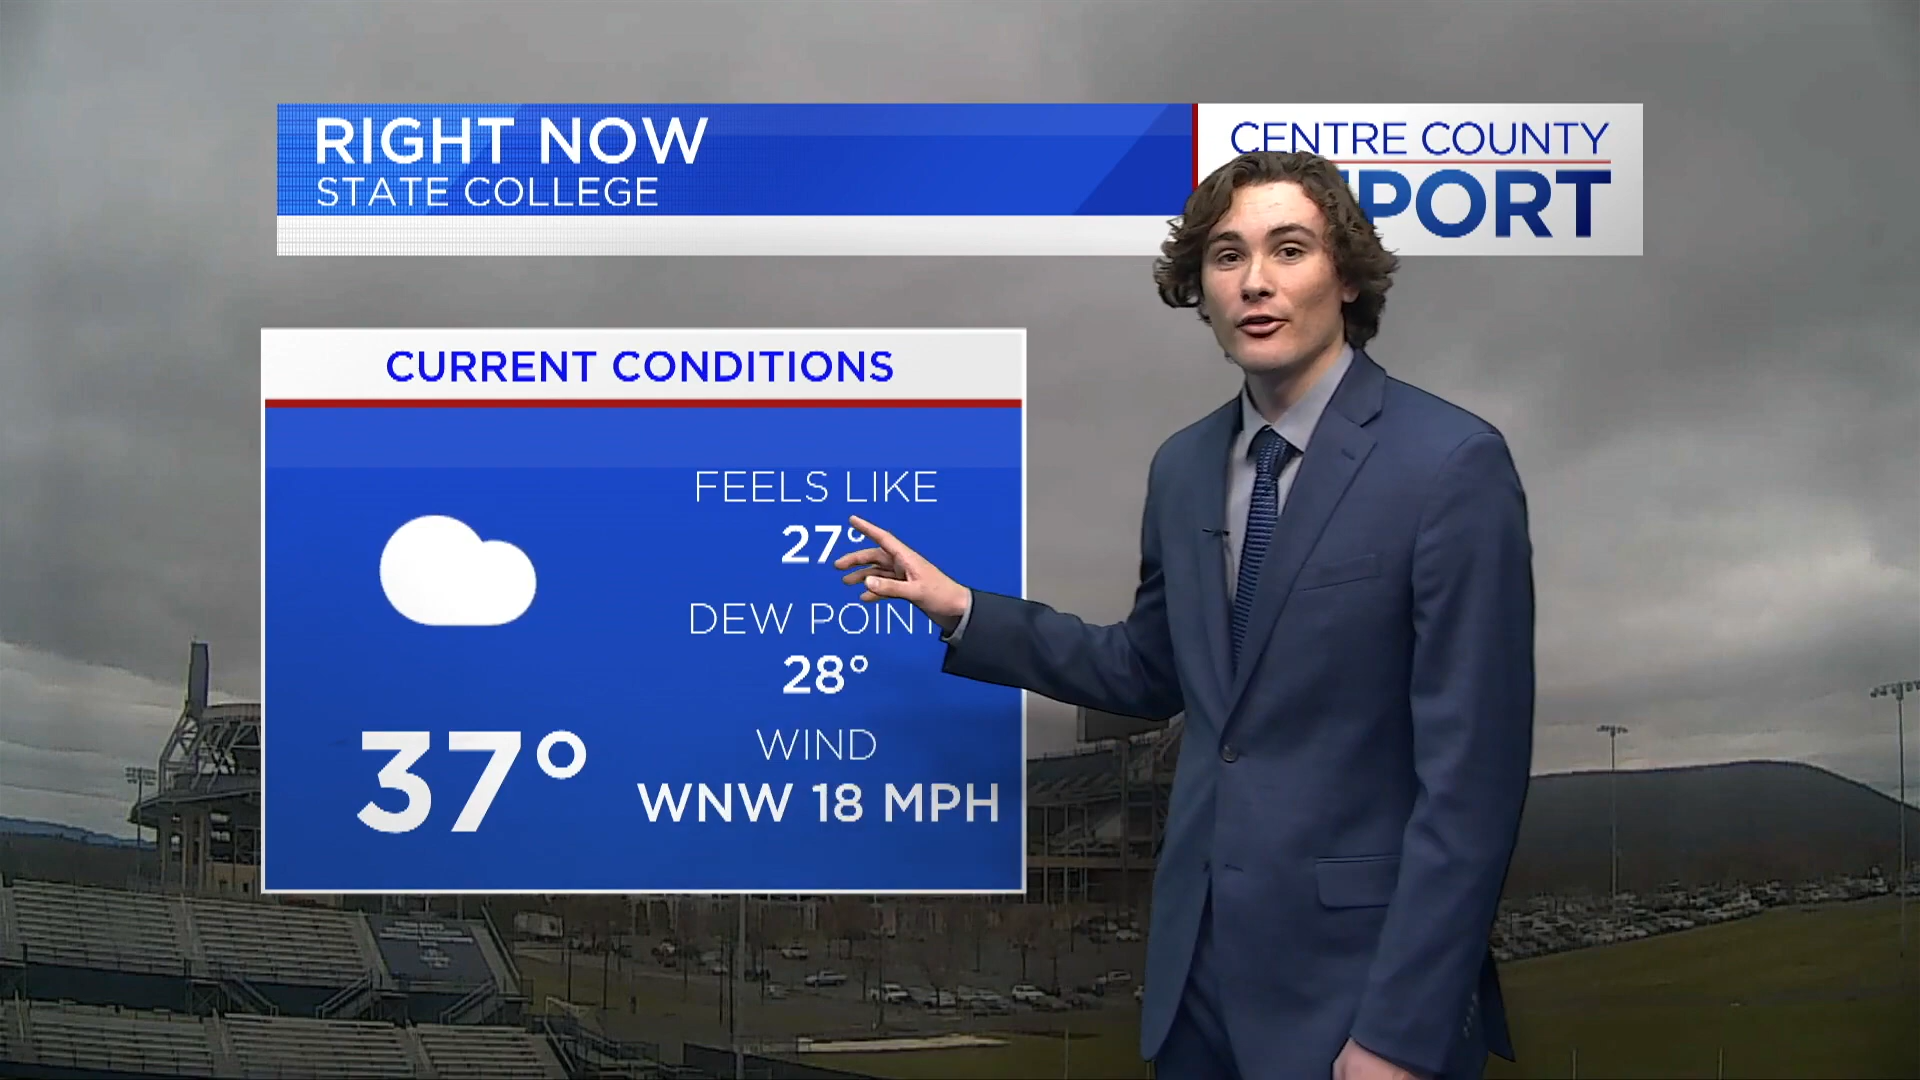 RIGHT NOW
STATE COLLEGE
CENTRE COUNTY
PORT
CURRENT CONDITIONS
FEELS LIKE
27°
DEW POINT
28°
37°
WIND
WNW 18 MPH